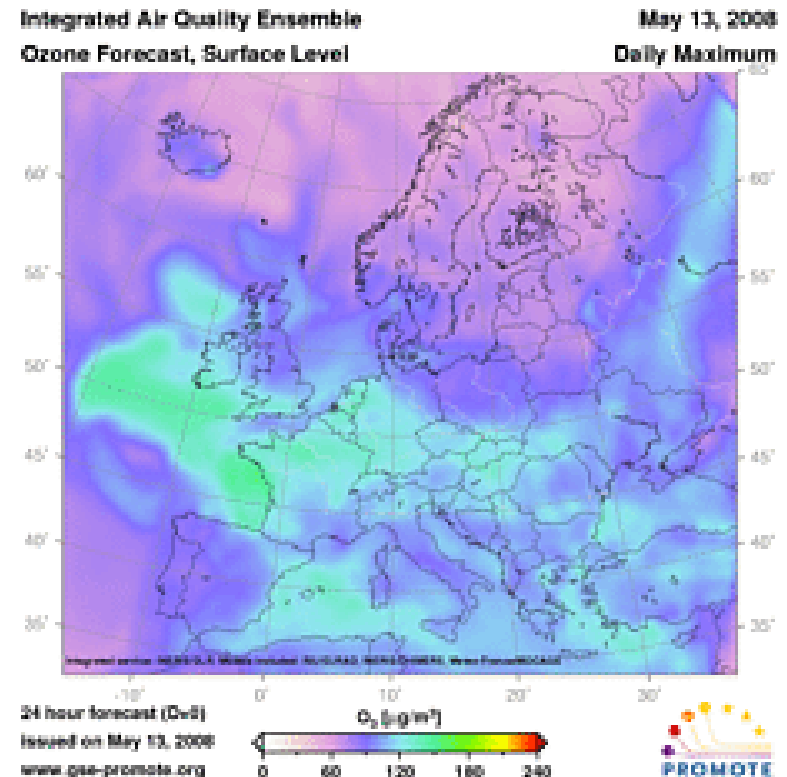 Integrated Air Quality Ensemble
May 13, 2008
Ozone Forecast, Surface Level
Daily Maximum
65°
60°
60°
55°
55°
50°
50°
45°
45°
40°
40°
35°
35°
-10°
0°
10°
20°
30°
24 hour forecast (D+0)
O₃ [µg/m³]
Issued on May 13, 2008
www.gse-promote.org
0
60
120
180
240
PROMOTE